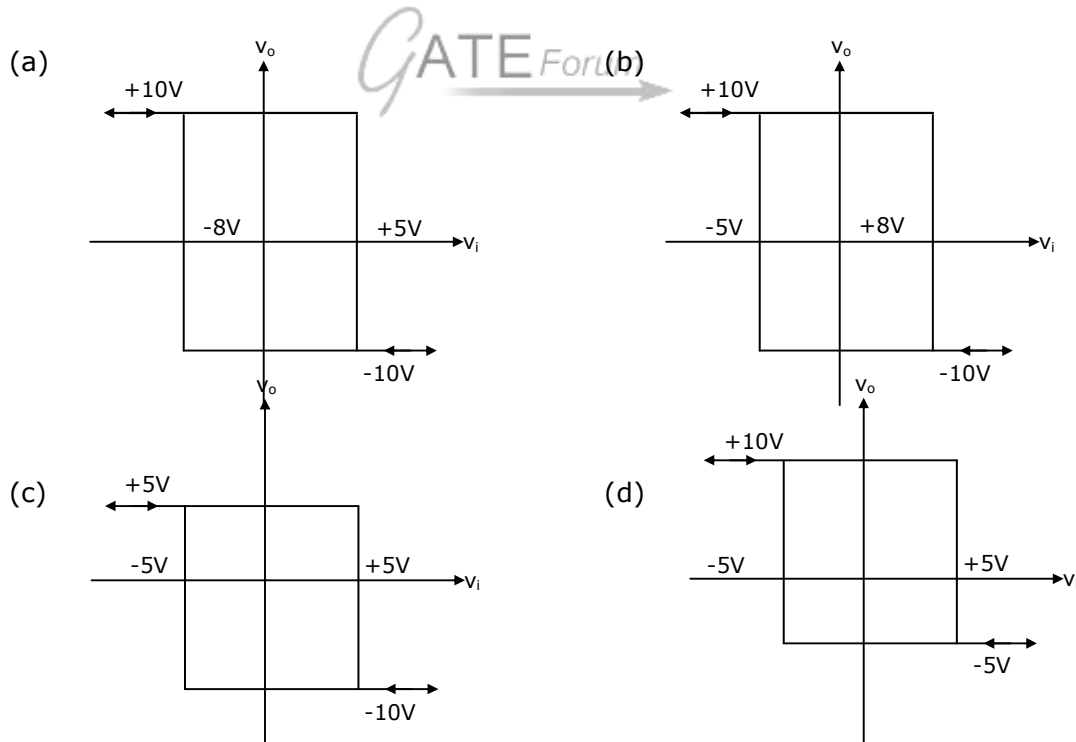 GATE Forum
(a)
vo
+10V
-8V
+5V
vi
-10V
(b)
vo
+10V
-5V
+8V
vi
-10V
(c)
vo
+5V
-5V
+5V
vi
-10V
(d)
vo
+10V
-5V
+5V
v
-5V